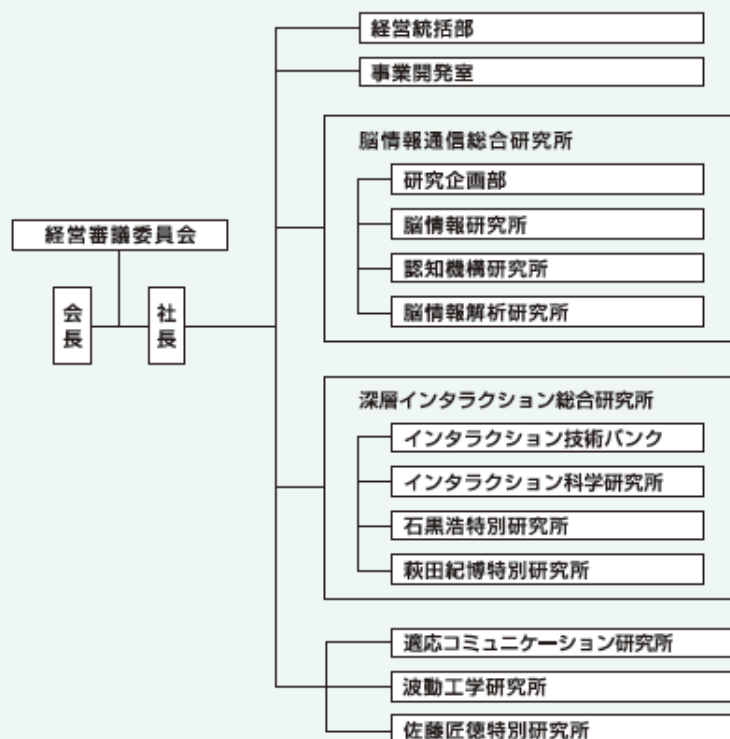 経営統括部
事業開発室
脳情報通信総合研究所
研究企画部
脳情報研究所
認知機構研究所
脳情報解析研究所
経営審議委員会
会長
社長
深層インタラクション総合研究所
インタラクション技術バンク
インタラクション科学研究所
石黒浩特別研究所
萩田紀博特別研究所
適応コミュニケーション研究所
波動工学研究所
佐藤匠徳特別研究所